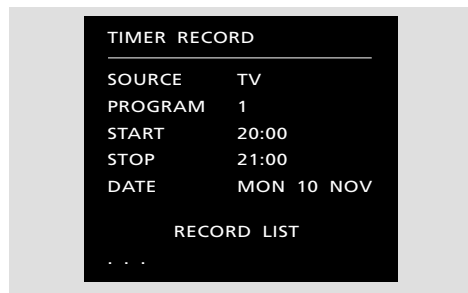 TIMER RECORD
SOURCE TV
PROGRAM 1
START 20:00
STOP 21:00
DATE MON 10 NOV
RECORD LIST
. . .